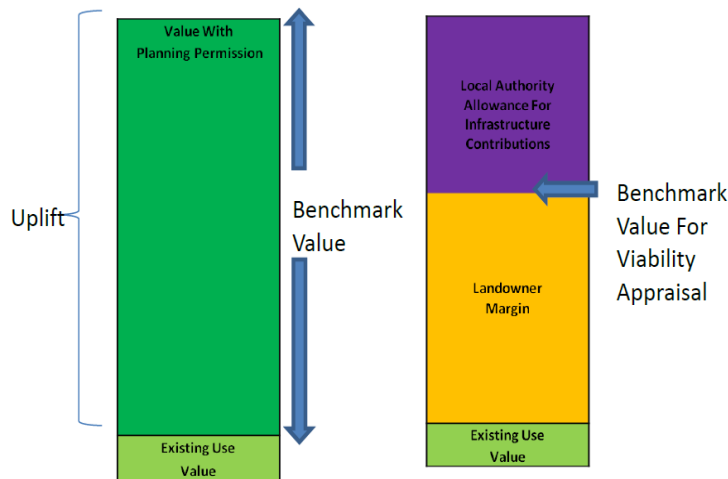 Value With
Planning Permission
Uplift
Benchmark
Value
Existing Use
Value
Local Authority
Allowance For
Infrastructure
Contributions
Benchmark
Value For
Viability
Appraisal
Landowner
Margin
Existing Use
Value